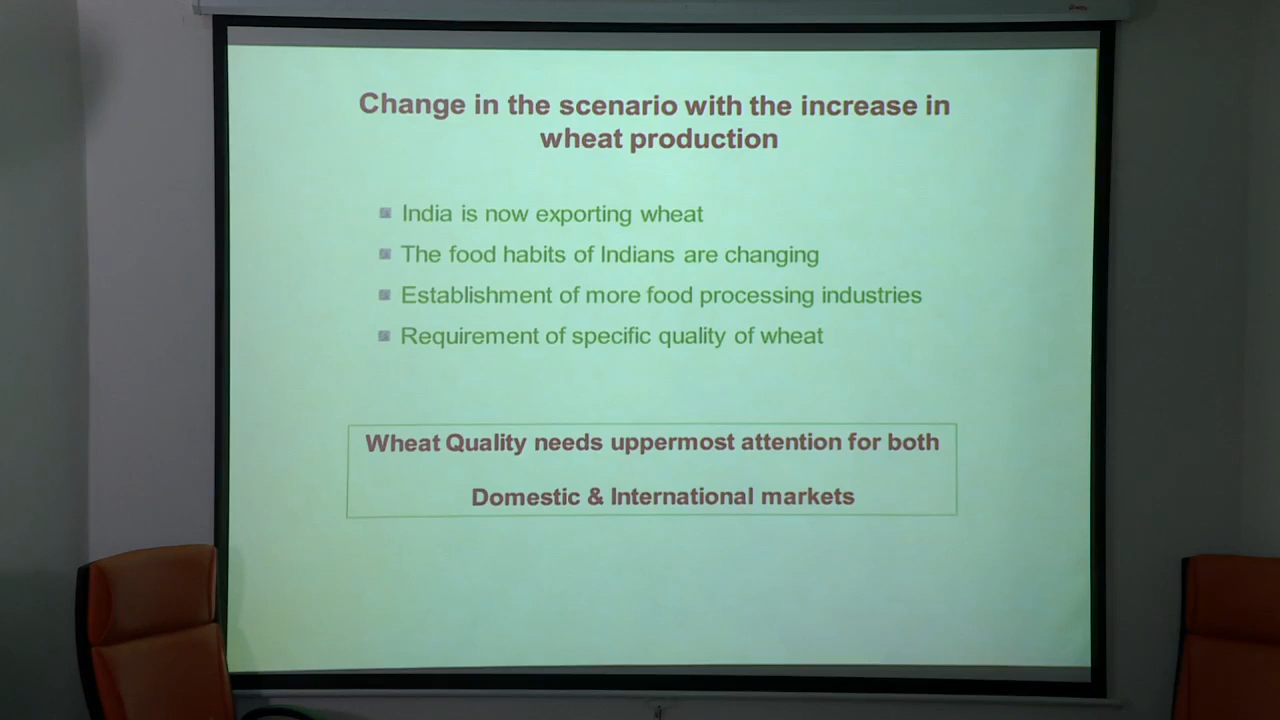 Change in the scenario with the increase in
wheat production
India is now exporting wheat
The food habits of Indians are changing
Establishment of more food processing industries
Requirement of specific quality of wheat
Wheat Quality needs uppermost attention for both
Domestic & International markets